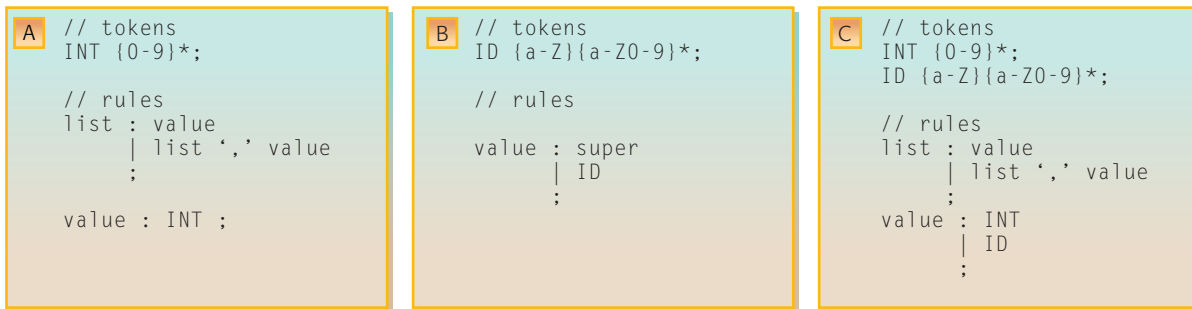 A
// tokens
INT {0-9}*;
// rules
list : value
| list ‘,’ value
;
value : INT ;
B
// tokens
ID {a-Z}{a-Z0-9}*;
// rules
value : super
| ID
;
C
// tokens
INT {0-9}*;
ID {a-Z}{a-Z0-9}*;
// rules
list : value
| list ‘,’ value
;
value : INT
| ID
;